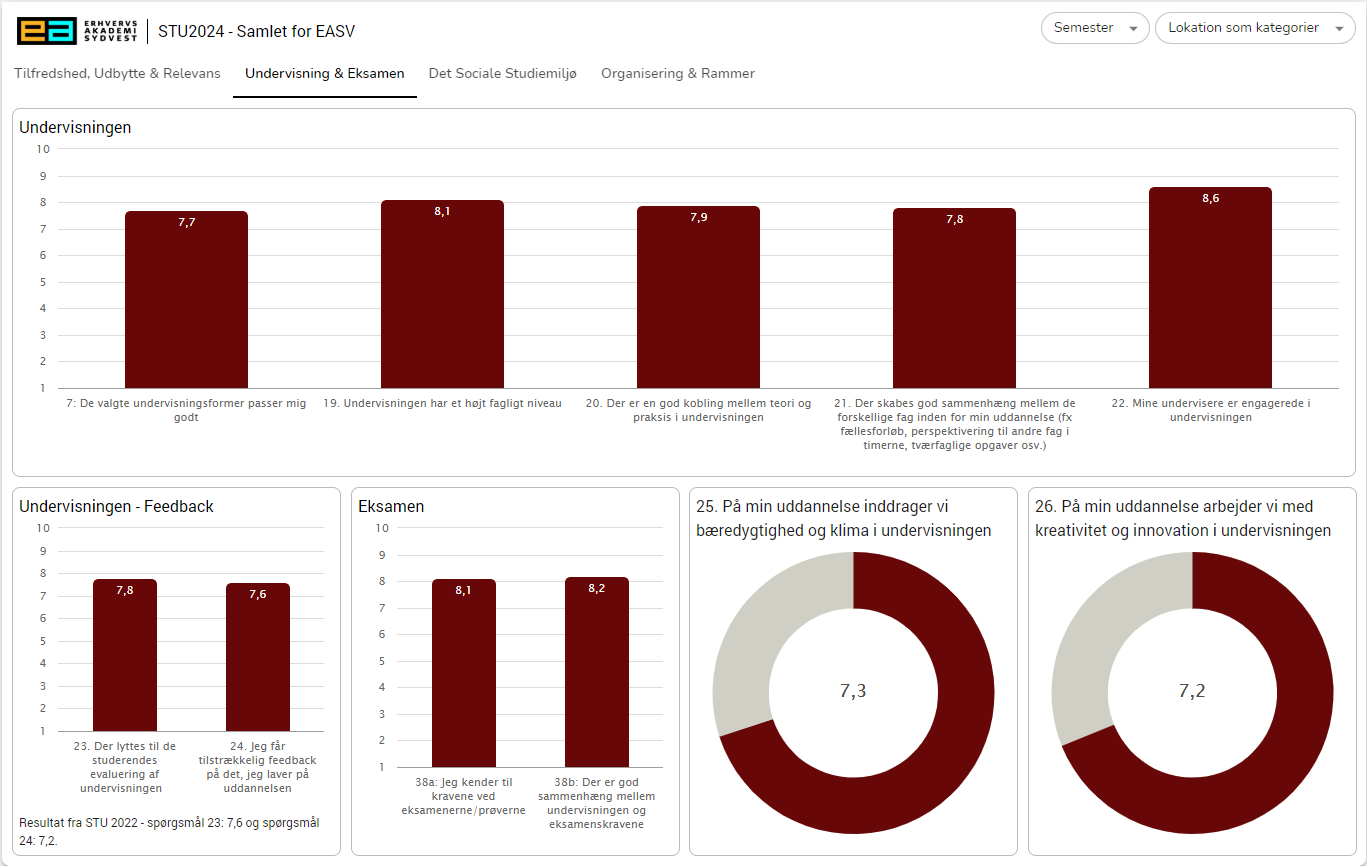 ea ERHVERVS
AKADEMI
SYDVEST
STU2024 - Samlet for EASV
Semester
Lokation som kategorier
Tilfredshed, Udbytte & Relevans
Undervisning & Eksamen
Det Sociale Studiemiljø
Organisering & Rammer
Undervisningen
10
9
8
7
6
5
4
3
2
1
7,7
8,1
7,9
7,8
8,6
7: De valgte undervisningsformer passer mig
godt
19. Undervisningen har et højt fagligt niveau
20. Der er en god kobling mellem teori og
praksis i undervisningen
21. Der skabes god sammenhæng mellem de
forskellige fag inden for min uddannelse (fx
fællesforløb, perspektivering til andre fag i
timerne, tværfaglige opgaver osv.)
22. Mine undervisere er engagerede i
undervisningen
Undervisningen - Feedback
10
9
8
7
6
5
4
3
2
1
7,8
7,6
23. Der lyttes til de
studerendes
evaluering af
undervisningen
24. Jeg får
tilstrækkelig feedback
på det, jeg laver på
uddannelsen
Resultat fra STU 2022 - spørgsmål 23: 7,6 og spørgsmål
24: 7,2.
Eksamen
10
9
8
7
6
5
4
3
2
1
8,1
8,2
38a: Jeg kender til
kravene ved
eksamenerne/prøverne
38b: Der er god
sammenhæng mellem
undervisningen og
eksamenskravene
25. På min uddannelse inddrager vi
bæredygtighed og klima i undervisningen
7,3
26. På min uddannelse arbejder vi med
kreativitet og innovation i undervisningen
7,2